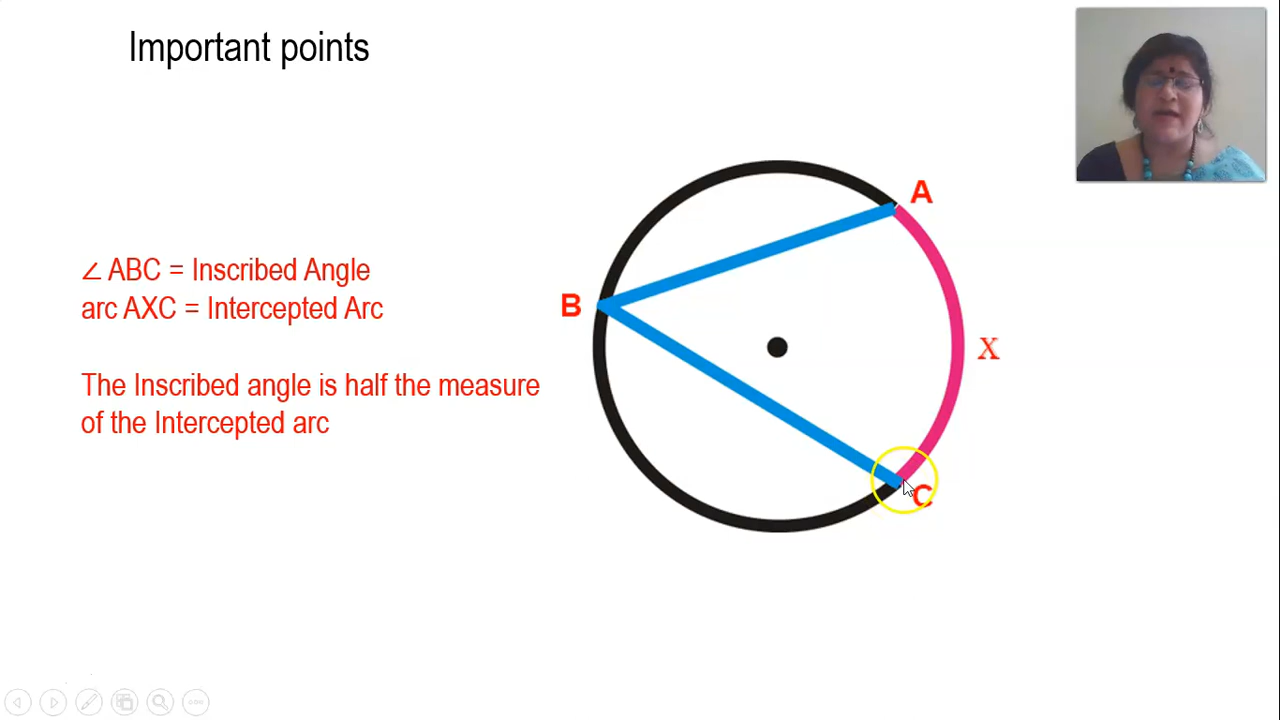 Important points
∠ ABC = Inscribed Angle
arc AXC = Intercepted Arc
The Inscribed angle is half the measure
of the Intercepted arc
A
B
X
C